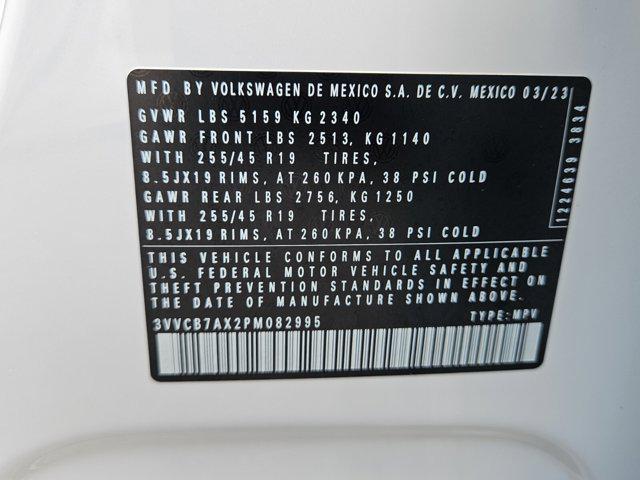 MFD BY VOLKSWAGEN DE MEXICO S.A. DE C.V. MEXICO 03/23
GVWR LBS 5159 KG 2340
GAWR FRONT LBS 2513, KG 1140
WITH 255/45 R19 TIRES,
8.5JX19 RIMS, AT 260 KPA, 38 PSI COLD
GAWR REAR LBS 2756, KG 1250
WITH 255/45 R19 TIRES,
8.5JX19 RIMS, AT 260 KPA, 38 PSI COLD
THIS VEHICLE CONFORMS TO ALL APPLICABLE
U.S. FEDERAL MOTOR VEHICLE SAFETY AND
THEFT PREVENTION STANDARDS IN EFFECT ON
THE DATE OF MANUFACTURE SHOWN ABOVE.
3VVCB7AX2PM082995 TYPE: MPV
1224639 3834